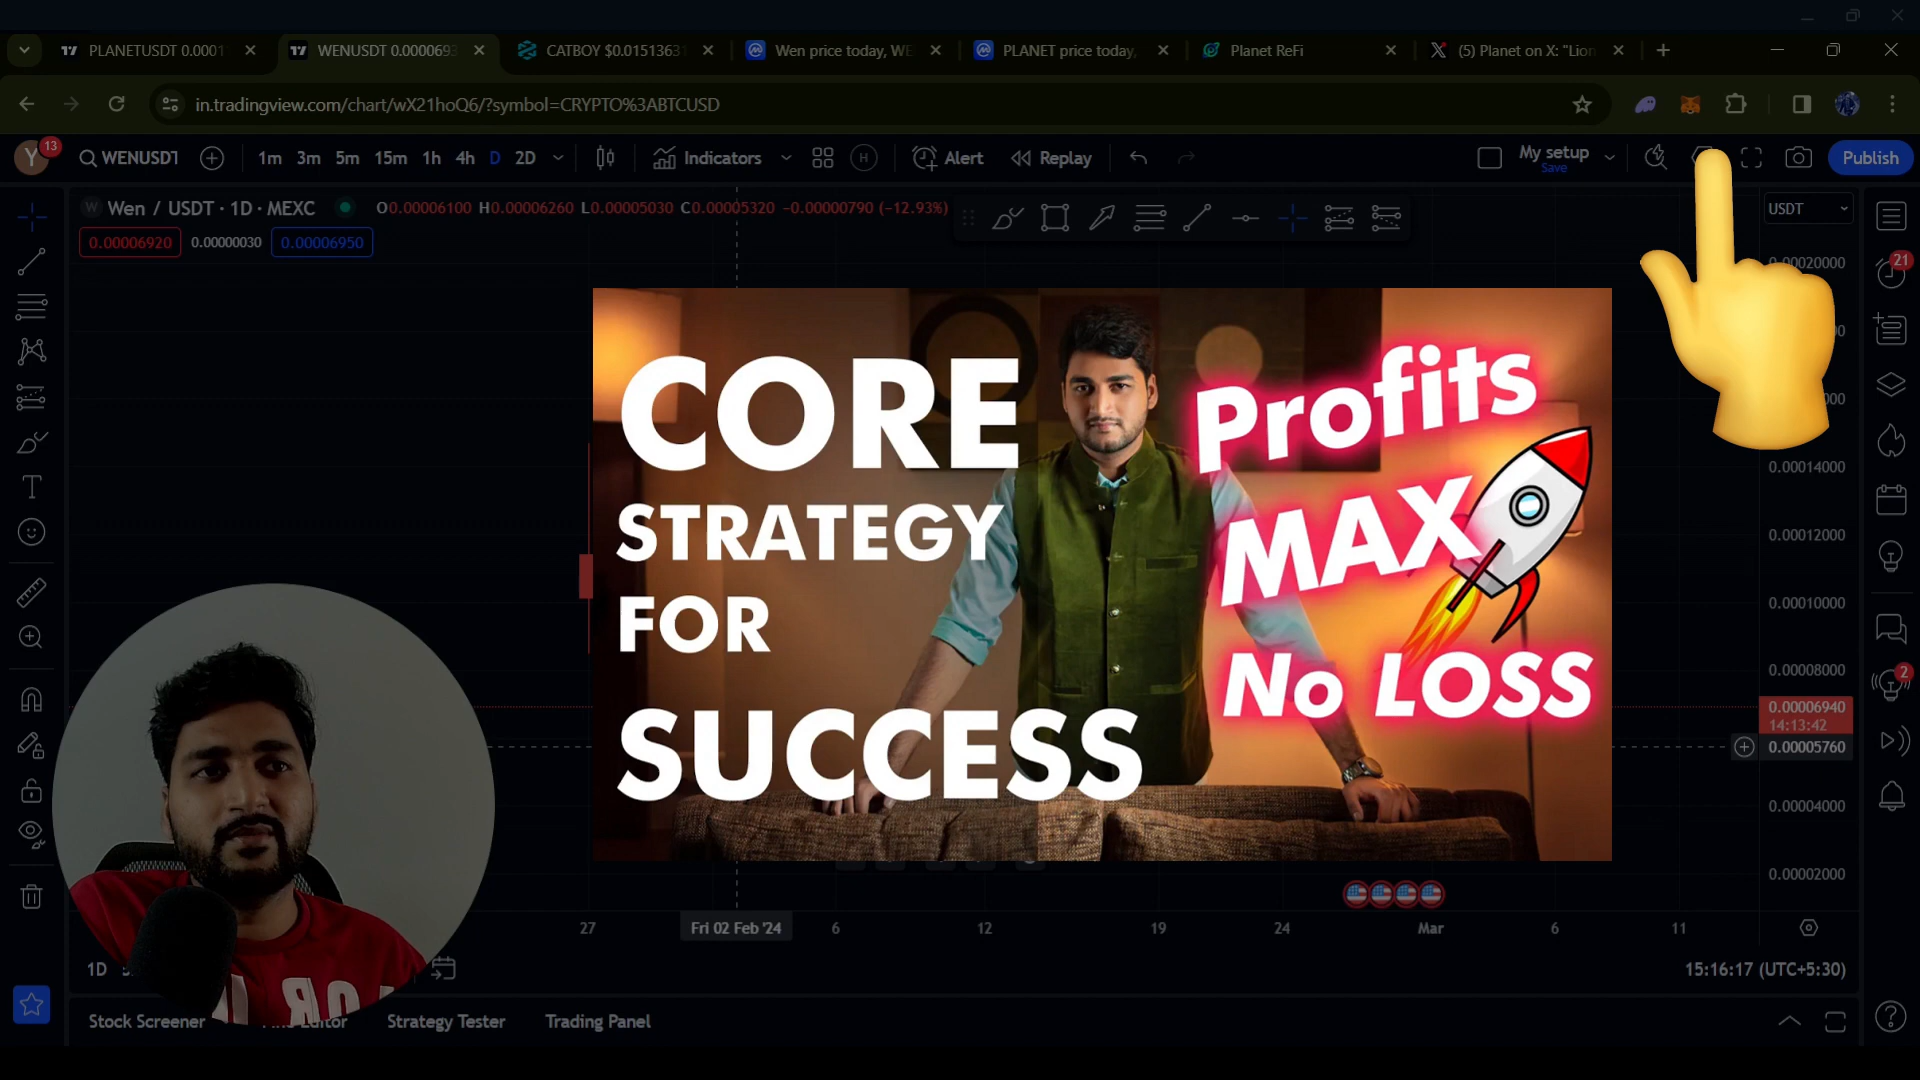 PLANETUSDT 0.0001
WENUSDT 0.0000693
CATBOY $0.0151363
Wen price today, WE
PLANET price today,
Planet ReFi
(5) Planet on X: "Lion
in.tradingview.com/chart/wX21hoQ6/?symbol=CRYPTO%3ABTCUSD
Y
13
WENUSDT
1m
3m
5m
15m
1h
4h
D
2D
Indicators
H
Alert
Replay
My setup
Save
Publish
W
Wen / USDT · 1D · MEXC
O0.00006100 H0.00006260 L0.00005030 C0.00005320 −0.00000790 (−12.93%)
USDT
0.00006920
0.00000030
0.00006950
21
0.00020000
CORE
STRATEGY
FOR
SUCCESS
Profits
MAX
No LOSS
0.00014000
0.00012000
0.00010000
0.00008000
2
0.00006940
14:13:42
0.00005760
0.00004000
0.00002000
27
Fri 02 Feb '24
6
12
19
24
Mar
6
11
1D
15:16:17 (UTC+5:30)
Stock Screener
Strategy Tester
Trading Panel